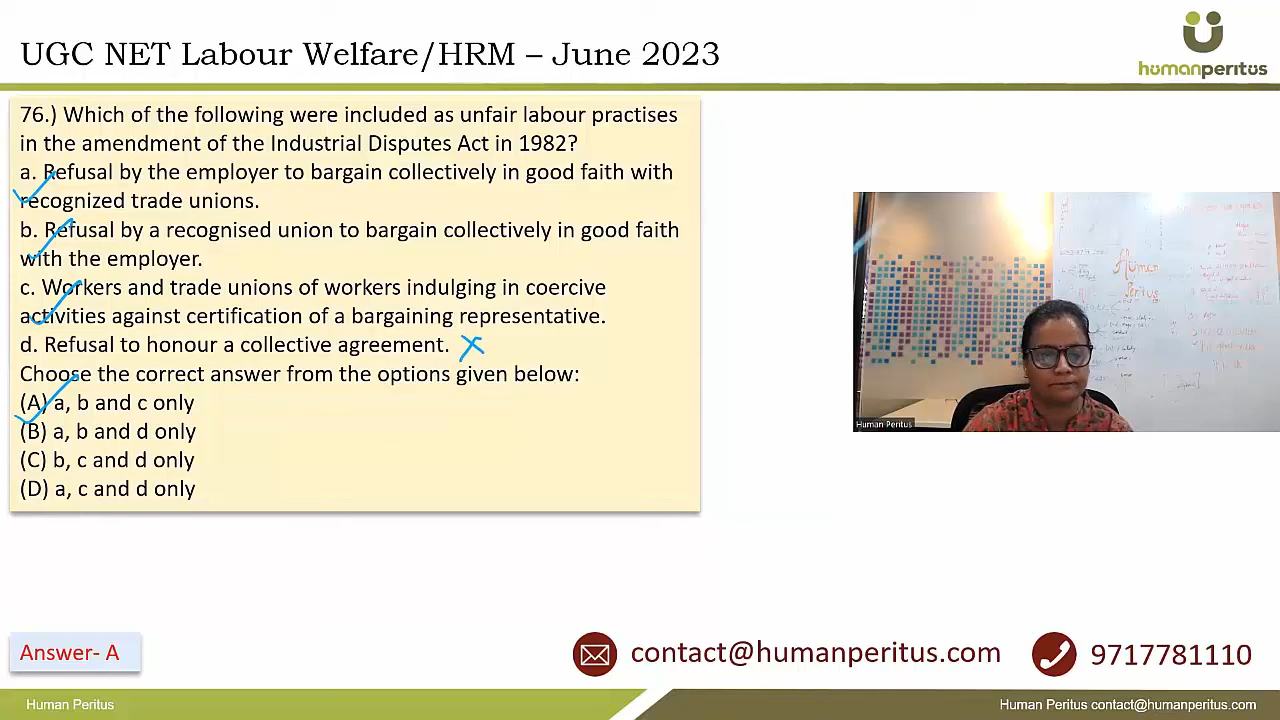 UGC NET Labour Welfare/HRM – June 2023
humanperitus
76.) Which of the following were included as unfair labour practises
in the amendment of the Industrial Disputes Act in 1982?
a. Refusal by the employer to bargain collectively in good faith with
recognized trade unions.
b. Refusal by a recognised union to bargain collectively in good faith
with the employer.
c. Workers and trade unions of workers indulging in coercive
activities against certification of a bargaining representative.
d. Refusal to honour a collective agreement.
Choose the correct answer from the options given below:
(A) a, b and c only
(B) a, b and d only
(C) b, c and d only
(D) a, c and d only
Human
Peritus
Human Peritus
Answer- A
contact@humanperitus.com
9717781110
Human Peritus
Human Peritus contact@humanperitus.com